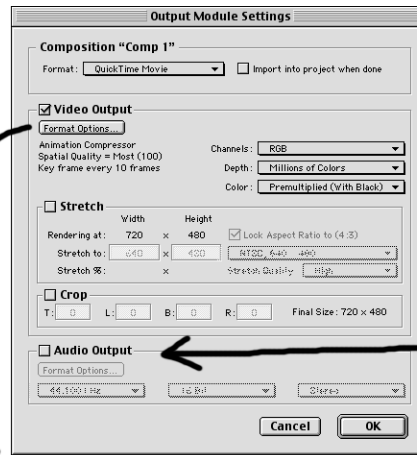 Output Module Settings
Composition “Comp 1”
Format: QuickTime Movie Import into project when done
Video Output
Format Options...
Animation Compressor
Spatial Quality = Most (100)
Key frame every 10 frames
Channels: RGB
Depth: Millions of Colors
Color: Premultiplied (With Black)
Stretch
Width Height
Rendering at: 720 x 480 Lock Aspect Ratio to (4:3)
Stretch to: 640 x 480 NTSC, 640 480
Stretch %: x Stretch Quality: High
Crop
T: 0 L: 0 B: 0 R: 0 Final Size: 720 x 480
Audio Output
Format Options...
44.100 Hz 16 Bit Stereo
Cancel OK